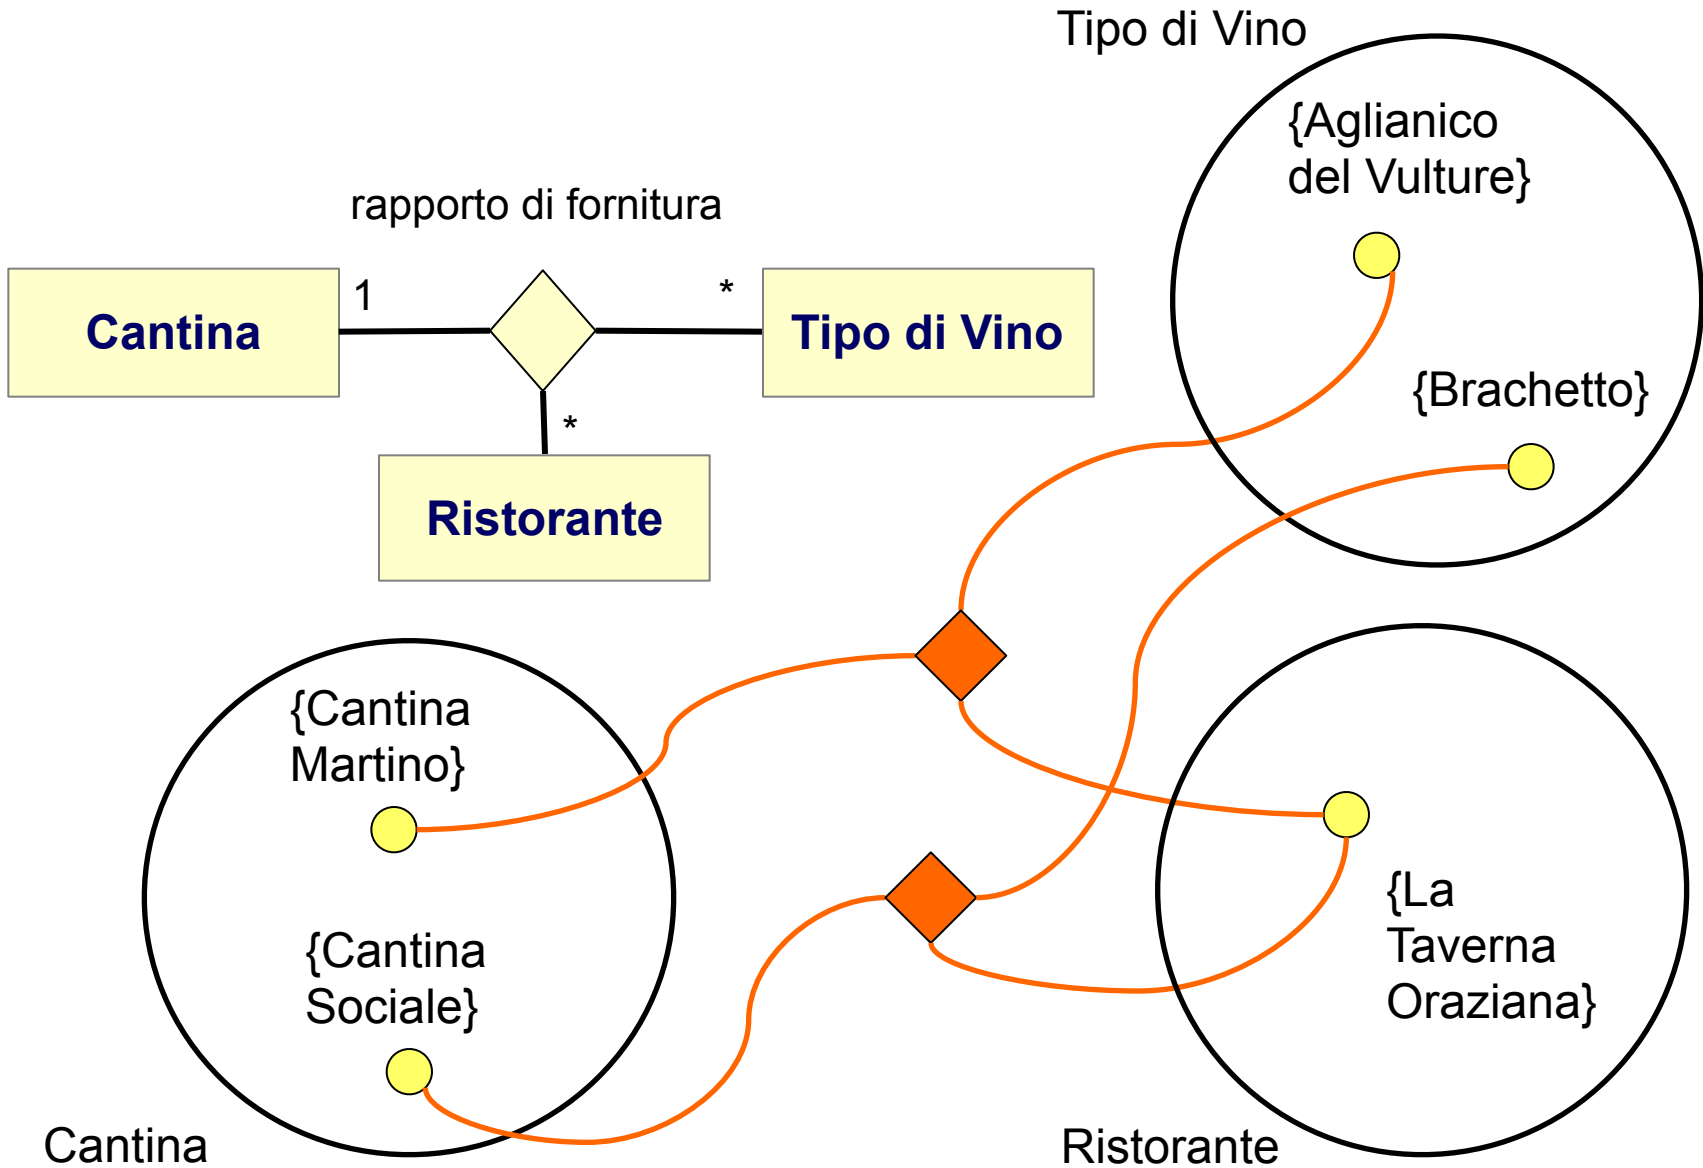 Tipo di Vino
{Aglianico
del Vulture}
{Brachetto}
rapporto di fornitura
1
*
Cantina
Tipo di Vino
*
Ristorante
{Cantina
Martino}
{Cantina
Sociale}
Cantina
{La
Taverna
Oraziana}
Ristorante